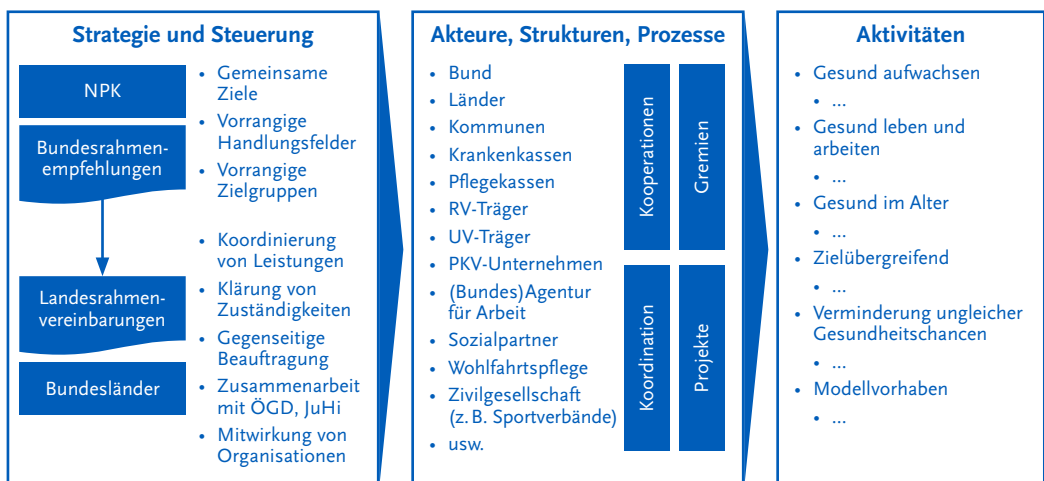 Strategie und Steuerung
NPK
Bundesrahmen-
empfehlungen
Landesrahmen-
vereinbarungen
Bundesländer
• Gemeinsame
Ziele
• Vorrangige
Handlungsfelder
• Vorrangige
Zielgruppen
• Koordinierung
von Leistungen
• Klärung von
Zuständigkeiten
• Gegenseitige
Beauftragung
• Zusammenarbeit
mit ÖGD, JuHi
• Mitwirkung von
Organisationen
Akteure, Strukturen, Prozesse
• Bund
• Länder
• Kommunen
• Krankenkassen
• Pflegekassen
• RV-Träger
• UV-Träger
• PKV-Unternehmen
• (Bundes)Agentur
für Arbeit
• Sozialpartner
• Wohlfahrtspflege
• Zivilgesellschaft
(z. B. Sportverbände)
• usw.
Kooperationen
Gremien
Koordination
Projekte
Aktivitäten
• Gesund aufwachsen
• ...
• Gesund leben und
arbeiten
• ...
• Gesund im Alter
• ...
• Zielübergreifend
• ...
• Verminderung ungleicher
Gesundheitschancen
• ...
• Modellvorhaben
• ...